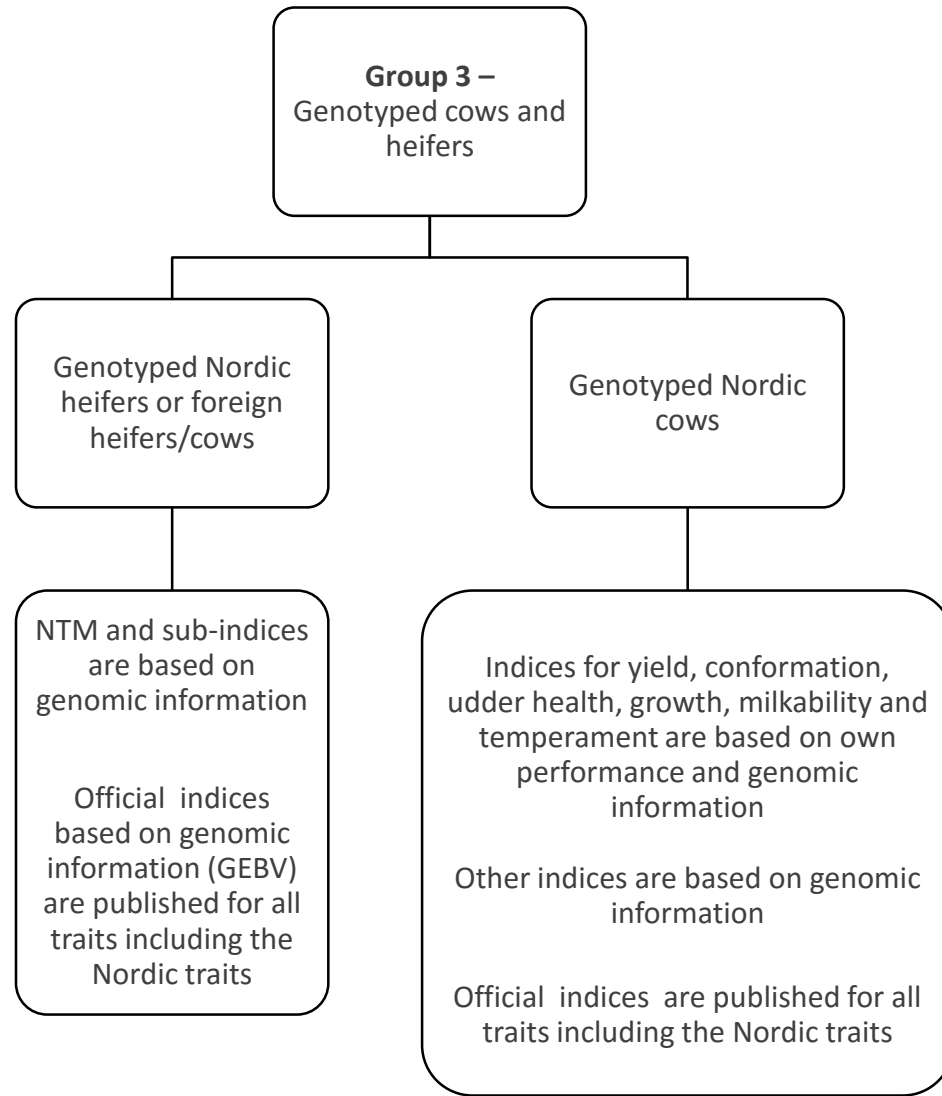 Group 3 –
Genotyped cows and
heifers
Genotyped Nordic
heifers or foreign
heifers/cows
Genotyped Nordic
cows
NTM and sub-indices
are based on
genomic information
Official  indices
based on genomic
information (GEBV)
are published for all
traits including the
Nordic traits
Indices for yield, conformation,
udder health, growth, milkability and
temperament are based on own
performance and genomic
information
Other indices are based on genomic
information
Official  indices  are published for all
traits including the Nordic traits